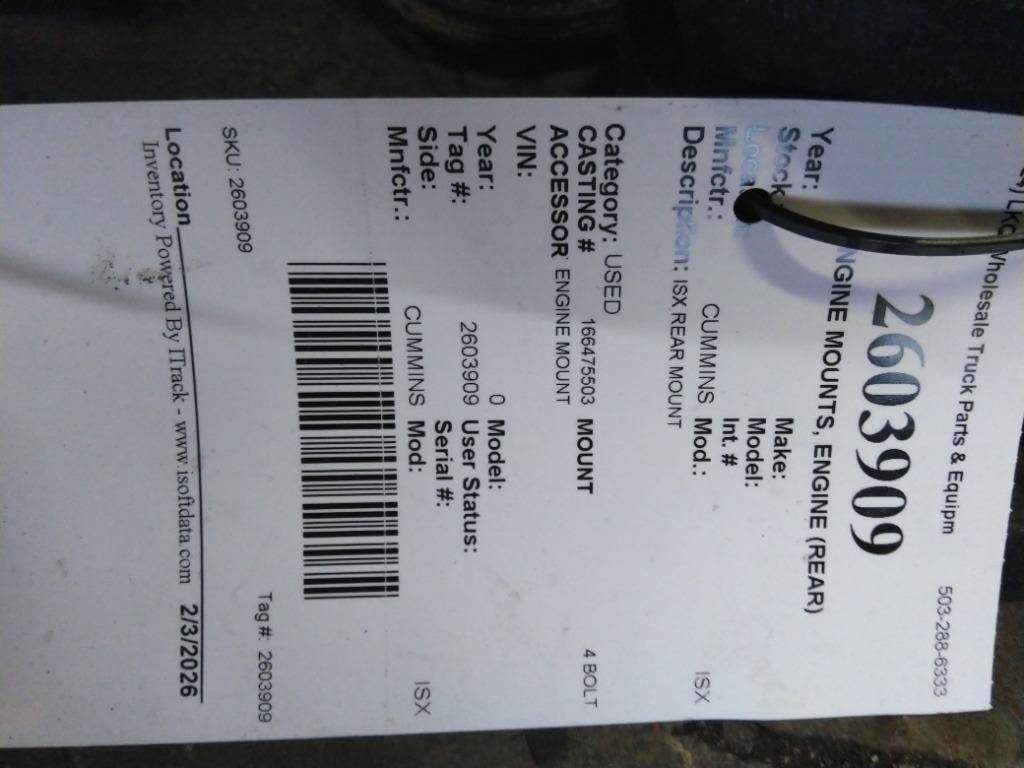 Wholesale Truck Parts & Equipm 503-288-6333
2603909
ENGINE MOUNTS, ENGINE (REAR)
Year: Make:
Stock Model:
Int. #
Mnfctr.: CUMMINS Mod.: ISX
Description: ISX REAR MOUNT
Category: USED
CASTING # 166475503 MOUNT 4 BOLT
ACCESSOR ENGINE MOUNT
VIN:
Year: 0 Model:
Tag #: 2603909 User Status:
Side: Serial #:
Mnfctr.: CUMMINS Mod: ISX
Tag #: 2603909
SKU: 2603909
Location 2/3/2026
Inventory Powered By ITrack - www.isoftdata.com